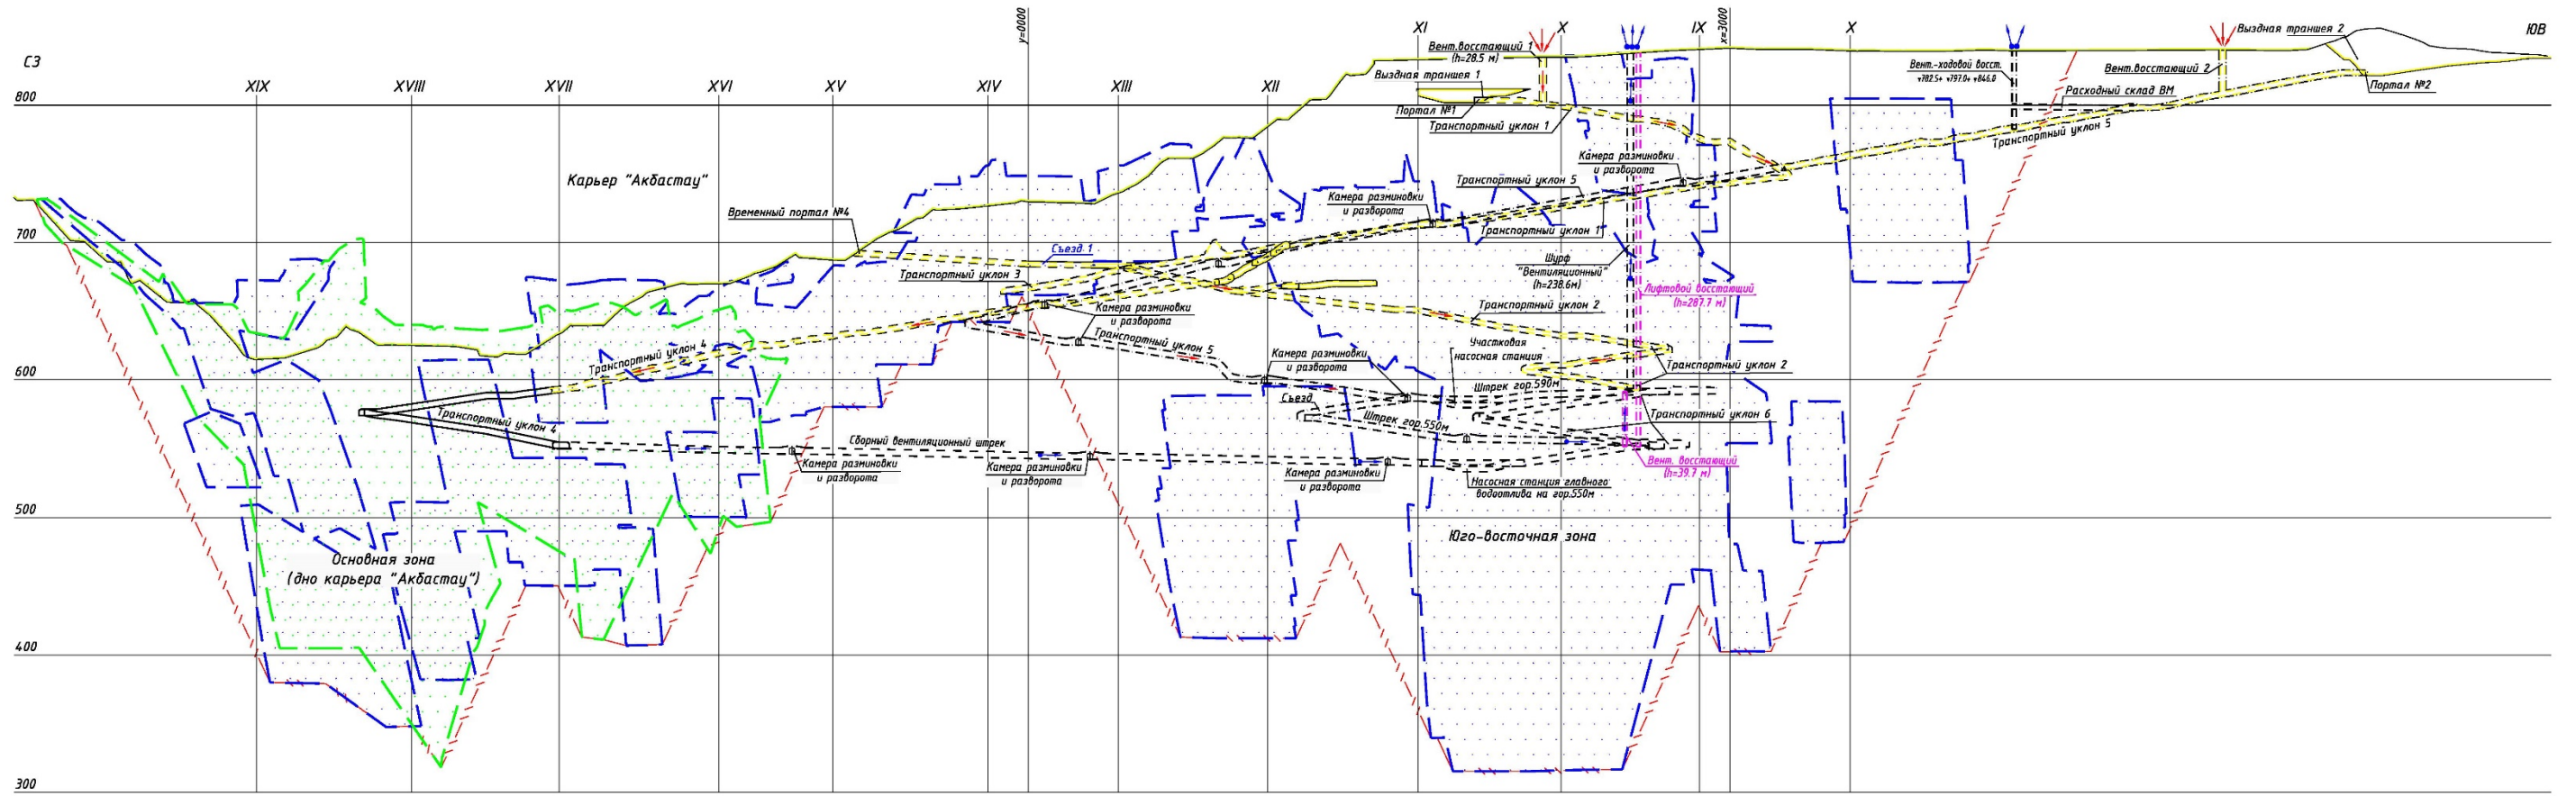 СЗ
ЮВ
y=0000
x=3000
XIX
XVIII
XVII
XVI
XV
XIV
XIII
XII
XI
X
IX
X
800
700
600
500
400
300
Вент.восстающий 1
(h=28.5 м)
Выздная траншея 1
Портал №1
Транспортный уклон 1
Выздная траншея 2
Вент.-ходовой восст.
Вент.восстающий 2
Портал №2
Расходный склад ВМ
Транспортный уклон 5
Карьер "Акбастау"
Временный портал №4
Съезд 1
Транспортный уклон 3
Камера разминовки
и разворота
Транспортный уклон 5
Камера разминовки
и разворота
Транспортный уклон 1
Шурф
"Вентиляционный"
(h=238.6м)
Лифтовой восстающий
(h=287.7 м)
Камера разминовки
и разворота
Транспортный уклон 5
Транспортный уклон 2
Транспортный уклон 4
Камера разминовки
и разворота
Участковая
насосная станция
Транспортный уклон 2
Штрек гор.590м
Съезд
Штрек гор.550м
Транспортный уклон 6
Транспортный уклон 4
Сборный вентиляционный штрек
Камера разминовки
и разворота
Камера разминовки
и разворота
Камера разминовки
и разворота
Насосная станция главного
водоотлива на гор.550м
Вент. восстающий
(h=39.7 м)
Основная зона
(дно карьера "Акбастау")
Юго-восточная зона